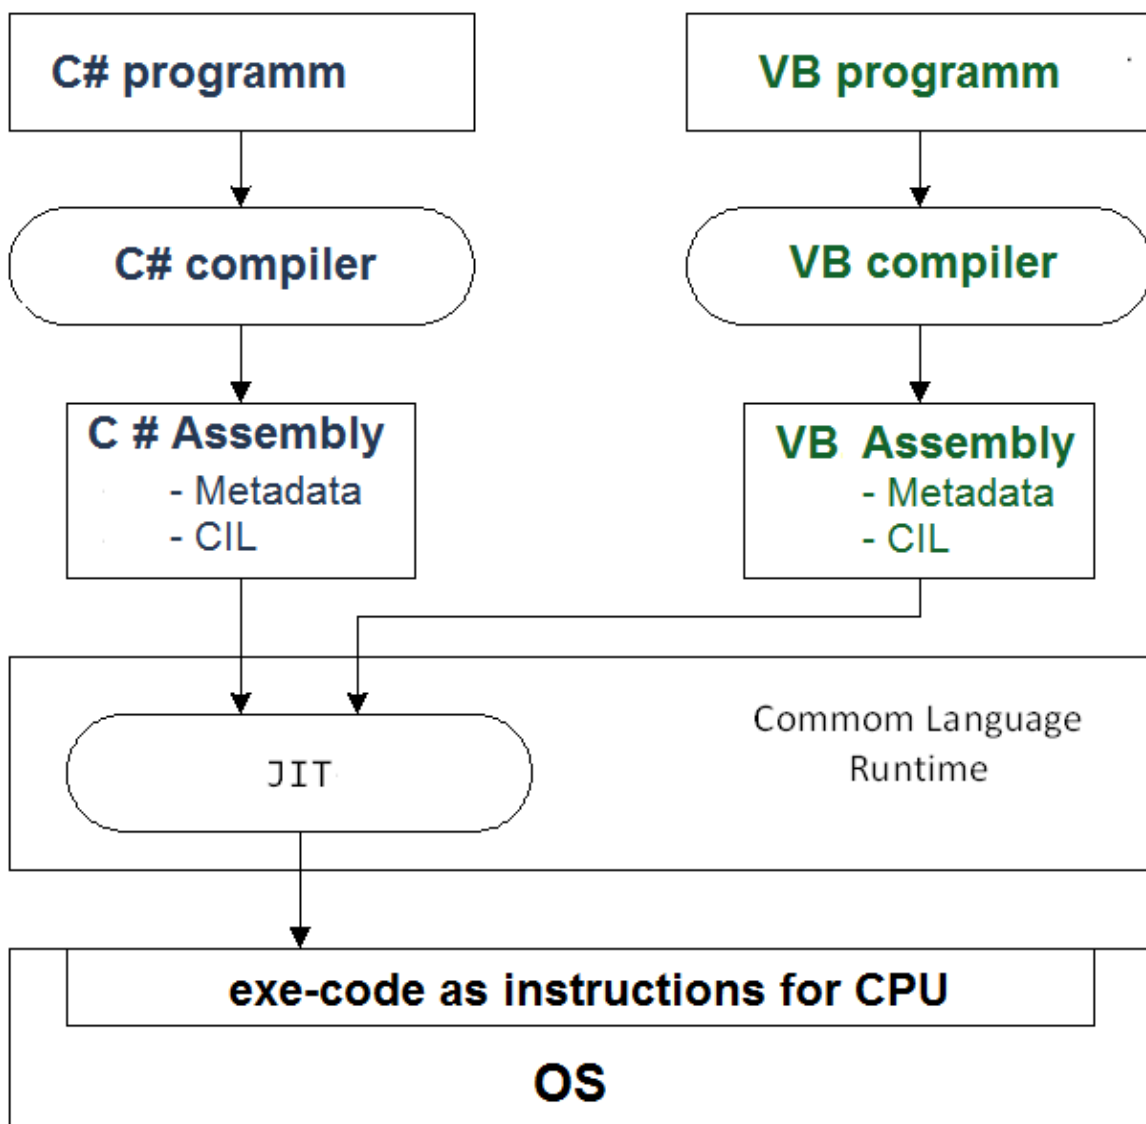 C# programm
VB programm
C# compiler
VB compiler
C # Assembly
- Metadata
- CIL
VB Assembly
- Metadata
- CIL
JIT
Commom Language
Runtime
exe-code as instructions for CPU
OS